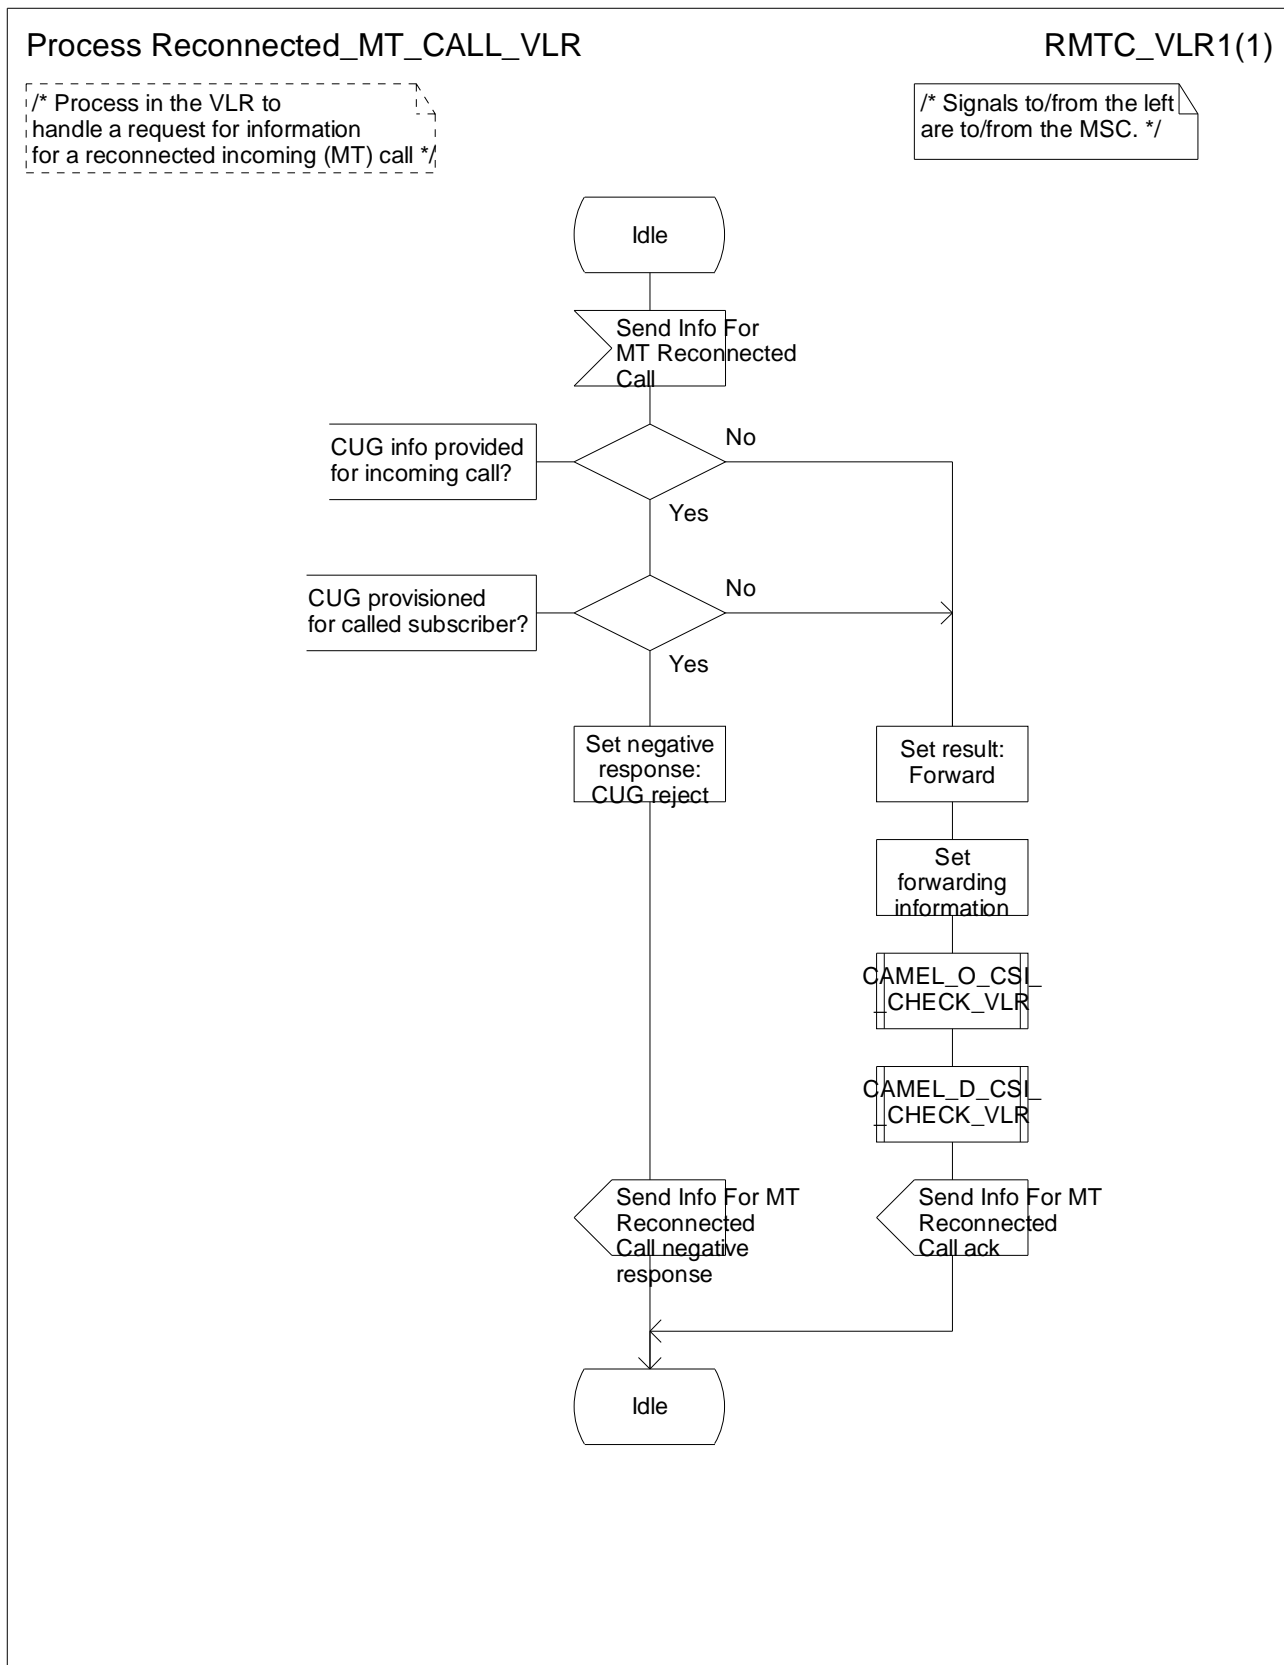 Process Reconnected_MT_CALL_VLR
RMTC_VLR1(1)
/* Process in the VLR to
handle a request for information
for a reconnected incoming (MT) call */
/* Signals to/from the left
are to/from the MSC. */
Idle
Send Info For
MT Reconnected
Call
CUG info provided
for incoming call?
No
Yes
CUG provisioned
for called subscriber?
No
Yes
Set negative
response:
CUG reject
Set result:
Forward
Set
forwarding
information
CAMEL_O_CSI_
_CHECK_VLR
CAMEL_D_CSI_
_CHECK_VLR
Send Info For MT
Reconnected
Call negative
response
Send Info For MT
Reconnected
Call ack
Idle